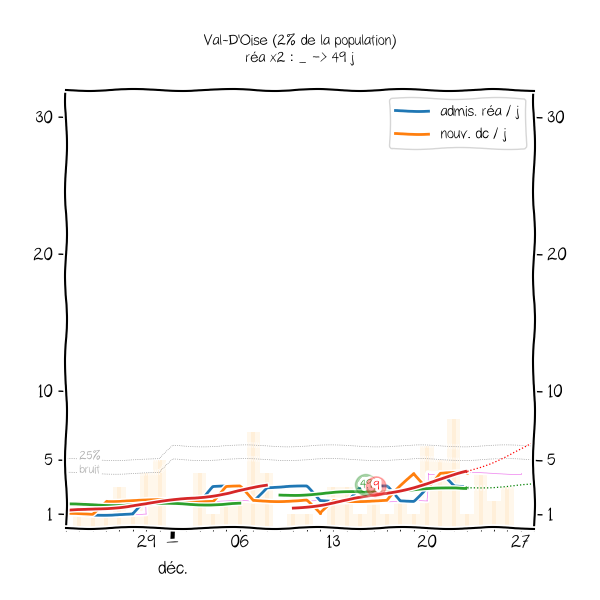 Val-D'Oise (2% de la population)
réa x2 : _ -> 49 j
admis. réa / j
nouv. dc / j
30
30
20
20
10
10
5
5
25%
bruit
1
1
29
06
13
20
27
déc.